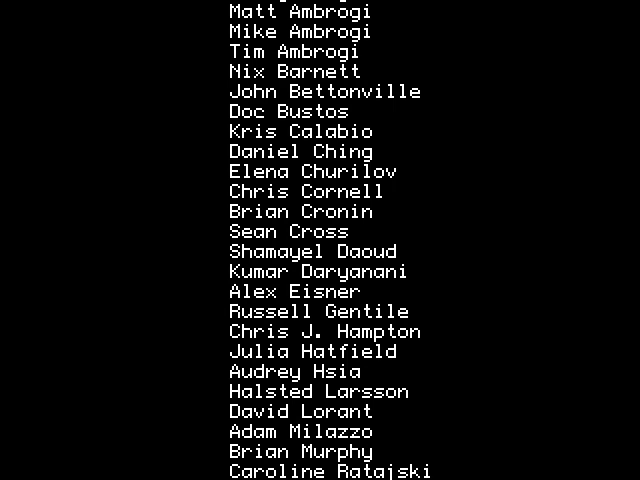 Matt Ambrogi
Mike Ambrogi
Tim Ambrogi
Nix Barnett
John Bettonville
Doc Bustos
Kris Calabio
Daniel Ching
Elena Churilov
Chris Cornell
Brian Cronin
Sean Cross
Shamayel Daoud
Kumar Daryanani
Alex Eisner
Russell Gentile
Chris J. Hampton
Julia Hatfield
Audrey Hsia
Halsted Larsson
David Lorant
Adam Milazzo
Brian Murphy
Caroline Ratajski